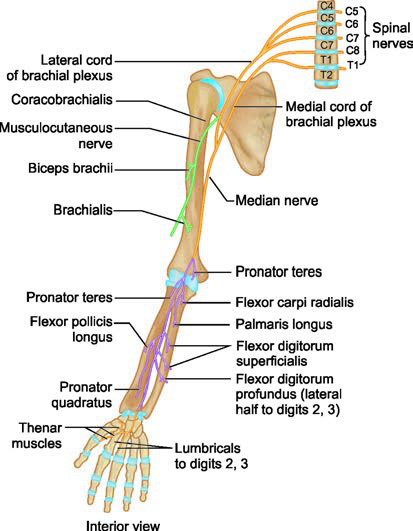 C4
C5
C5
C6
C6
C7
C7
C8
T1
T1
T2
Spinal
nerves
Lateral cord
of brachial plexus
Coracobrachialis
Medial cord of
brachial plexus
Musculocutaneous
nerve
Biceps brachii
Median nerve
Brachialis
Pronator teres
Pronator teres
Flexor carpi radialis
Flexor pollicis
longus
Palmaris longus
Flexor digitorum
superficialis
Flexor digitorum
profundus (lateral
half to digits 2, 3)
Pronator
quadratus
Thenar
muscles
Lumbricals
to digits 2, 3
Interior view